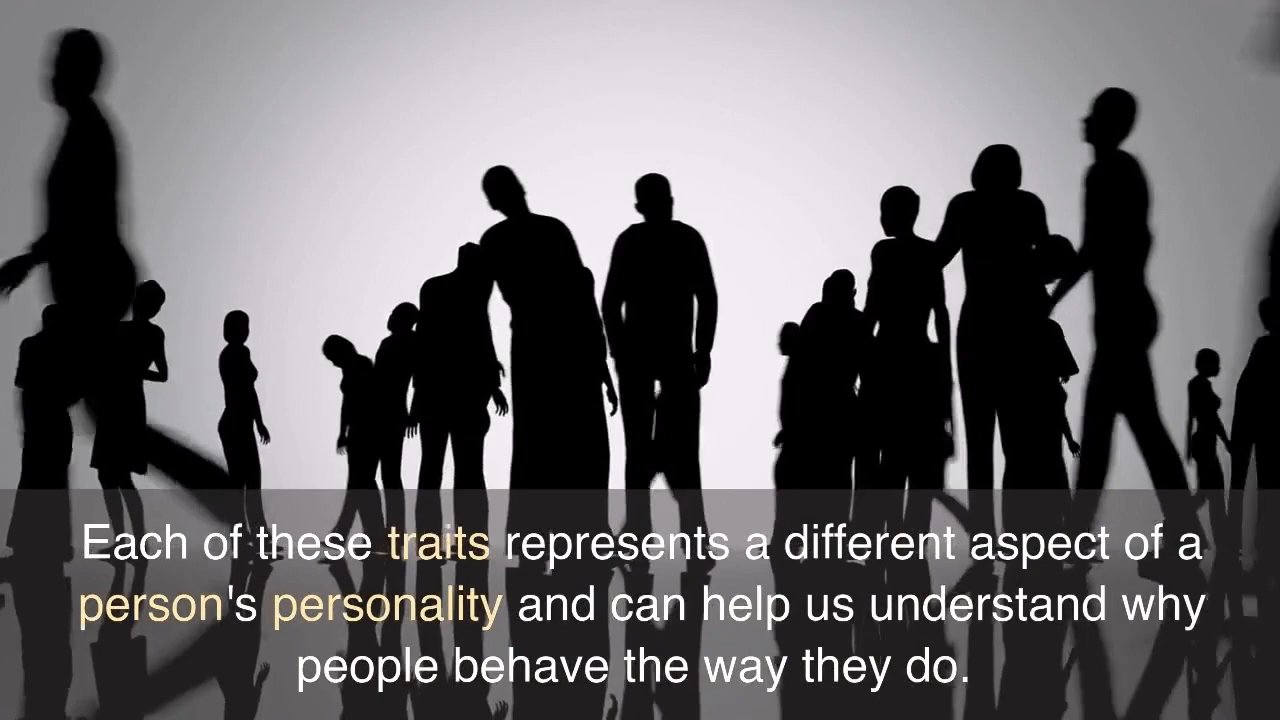 Each of these traits represents a different aspect of a
person's personality and can help us understand why
people behave the way they do.